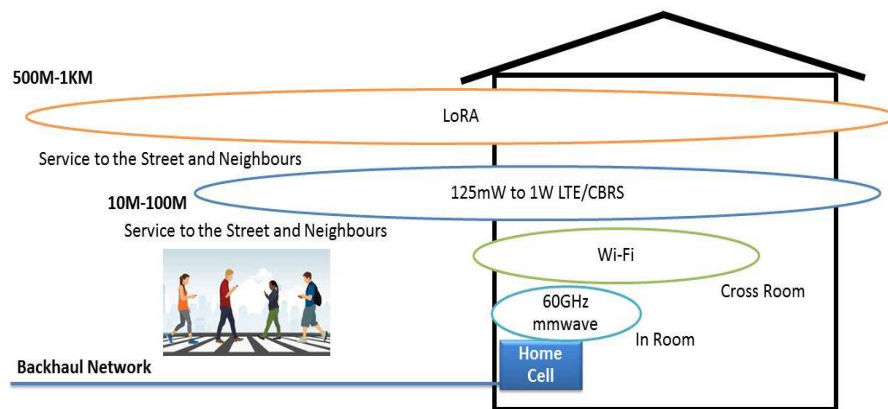 500M-1KM
LoRA
Service to the Street and Neighbours
125mW to 1W LTE/CBRS
10M-100M
Service to the Street and Neighbours
Wi-Fi
Cross Room
60GHz
mmwave
In Room
Home
Cell
Backhaul Network